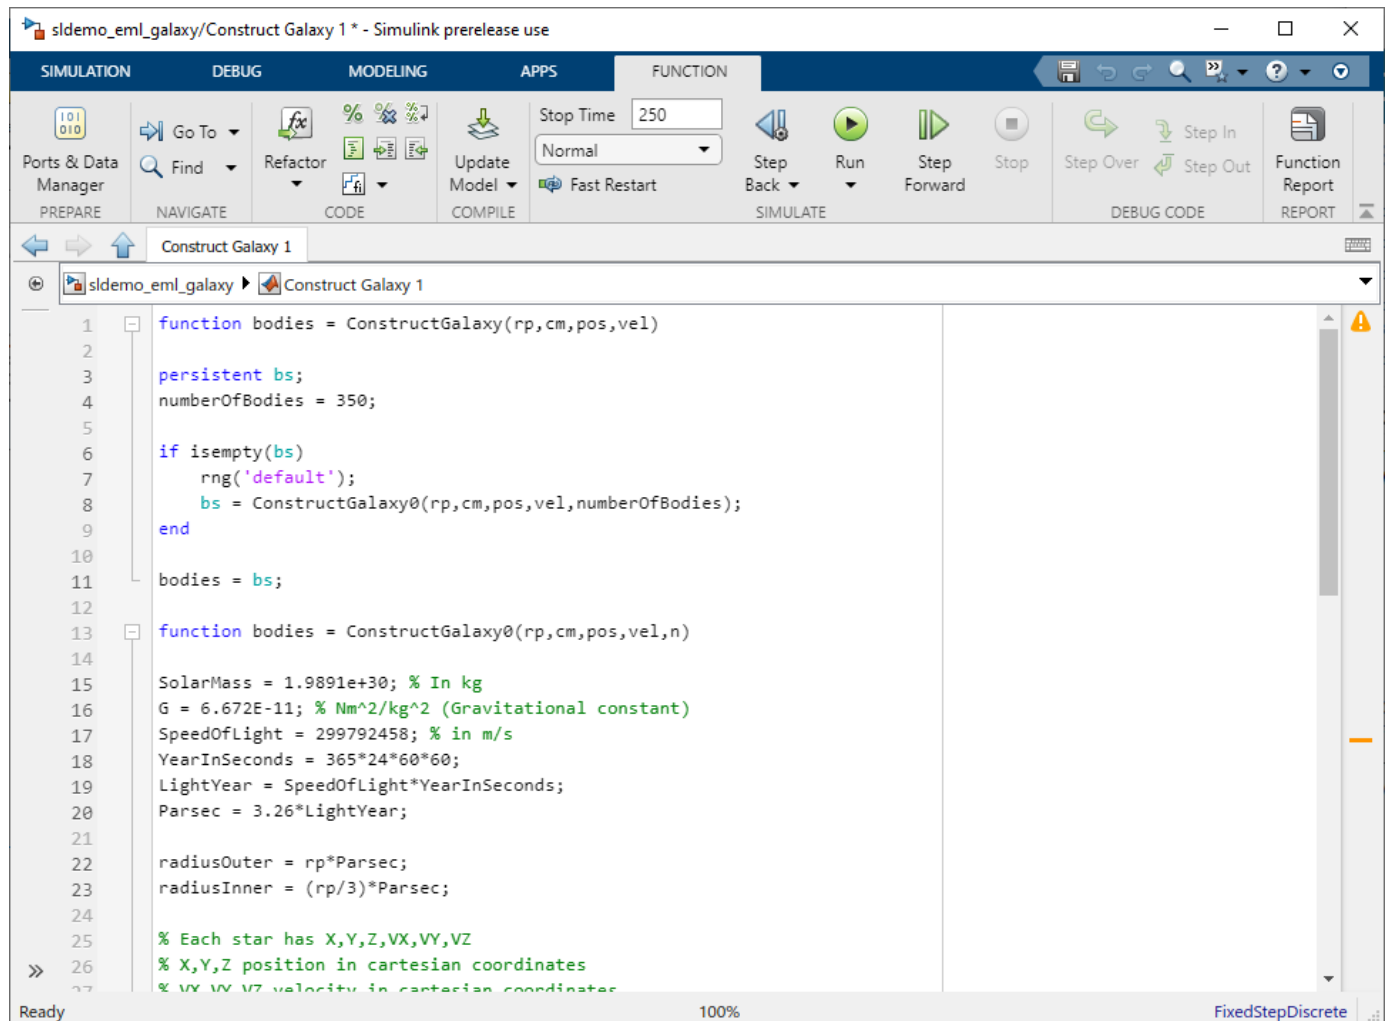 sldemo_eml_galaxy/Construct Galaxy 1 * - Simulink prerelease use
SIMULATION DEBUG MODELING APPS FUNCTION
Ports & Data Manager
PREPARE
Go To
Find
NAVIGATE
Refactor
CODE
Update Model
COMPILE
Stop Time 250
Normal
Fast Restart
Step Back
Run
Step Forward
Stop
SIMULATE
Step Over
Step In
Step Out
DEBUG CODE
Function Report
REPORT
Construct Galaxy 1
sldemo_eml_galaxy Construct Galaxy 1
1 function bodies = ConstructGalaxy(rp,cm,pos,vel)
2
3 persistent bs;
4 numberOfBodies = 350;
5
6 if isempty(bs)
7 rng('default');
8 bs = ConstructGalaxy0(rp,cm,pos,vel,numberOfBodies);
9 end
10
11 bodies = bs;
12
13 function bodies = ConstructGalaxy0(rp,cm,pos,vel,n)
14
15 SolarMass = 1.9891e+30; % In kg
16 G = 6.672E-11; % Nm^2/kg^2 (Gravitational constant)
17 SpeedOfLight = 299792458; % in m/s
18 YearInSeconds = 365*24*60*60;
19 LightYear = SpeedOfLight*YearInSeconds;
20 Parsec = 3.26*LightYear;
21
22 radiusOuter = rp*Parsec;
23 radiusInner = (rp/3)*Parsec;
24
25 % Each star has X,Y,Z,VX,VY,VZ
26 % X,Y,Z position in cartesian coordinates
27 % VX,VY,VZ velocity in cartesian coordinates
Ready 100% FixedStepDiscrete